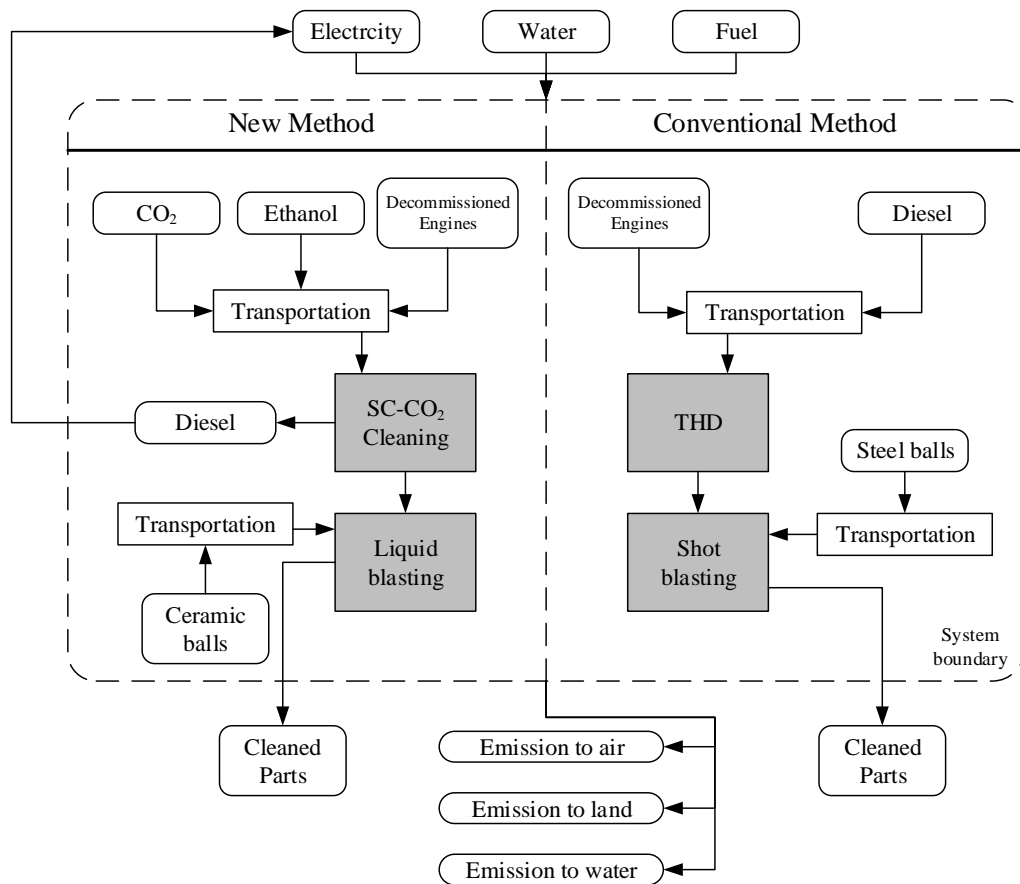 Electrcity
Water
Fuel
New Method
Conventional Method
CO₂
Ethanol
Decommissioned
Engines
Decommissioned
Engines
Diesel
Transportation
Transportation
Diesel
SC-CO₂
Cleaning
THD
Steel balls
Transportation
Liquid
blasting
Shot
blasting
Transportation
Ceramic
balls
System
boundary
Cleaned
Parts
Emission to air
Cleaned
Parts
Emission to land
Emission to water